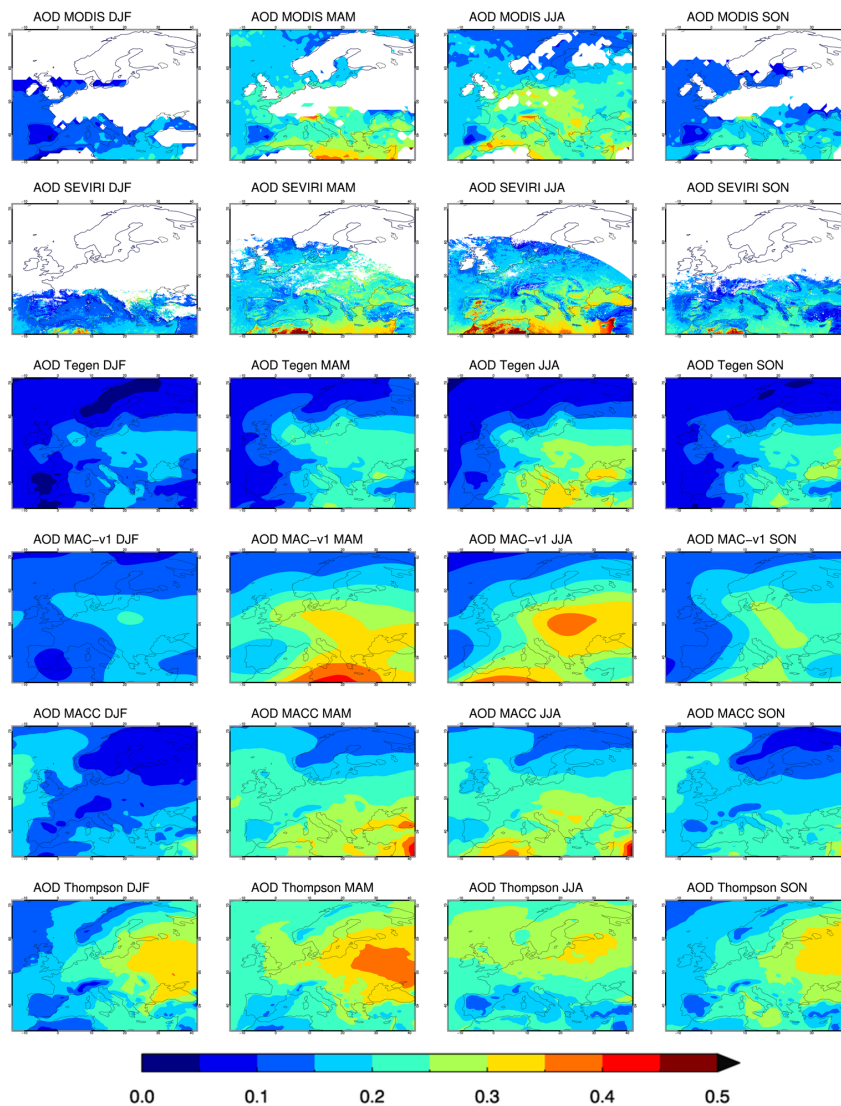 AOD MODIS DJF AOD MODIS MAM AOD MODIS JJA AOD MODIS SON
AOD SEVIRI DJF AOD SEVIRI MAM AOD SEVIRI JJA AOD SEVIRI SON
AOD Tegen DJF AOD Tegen MAM AOD Tegen JJA AOD Tegen SON
AOD MAC-v1 DJF AOD MAC-v1 MAM AOD MAC-v1 JJA AOD MAC-v1 SON
AOD MACC DJF AOD MACC MAM AOD MACC JJA AOD MACC SON
AOD Thompson DJF AOD Thompson MAM AOD Thompson JJA AOD Thompson SON
0.0 0.1 0.2 0.3 0.4 0.5